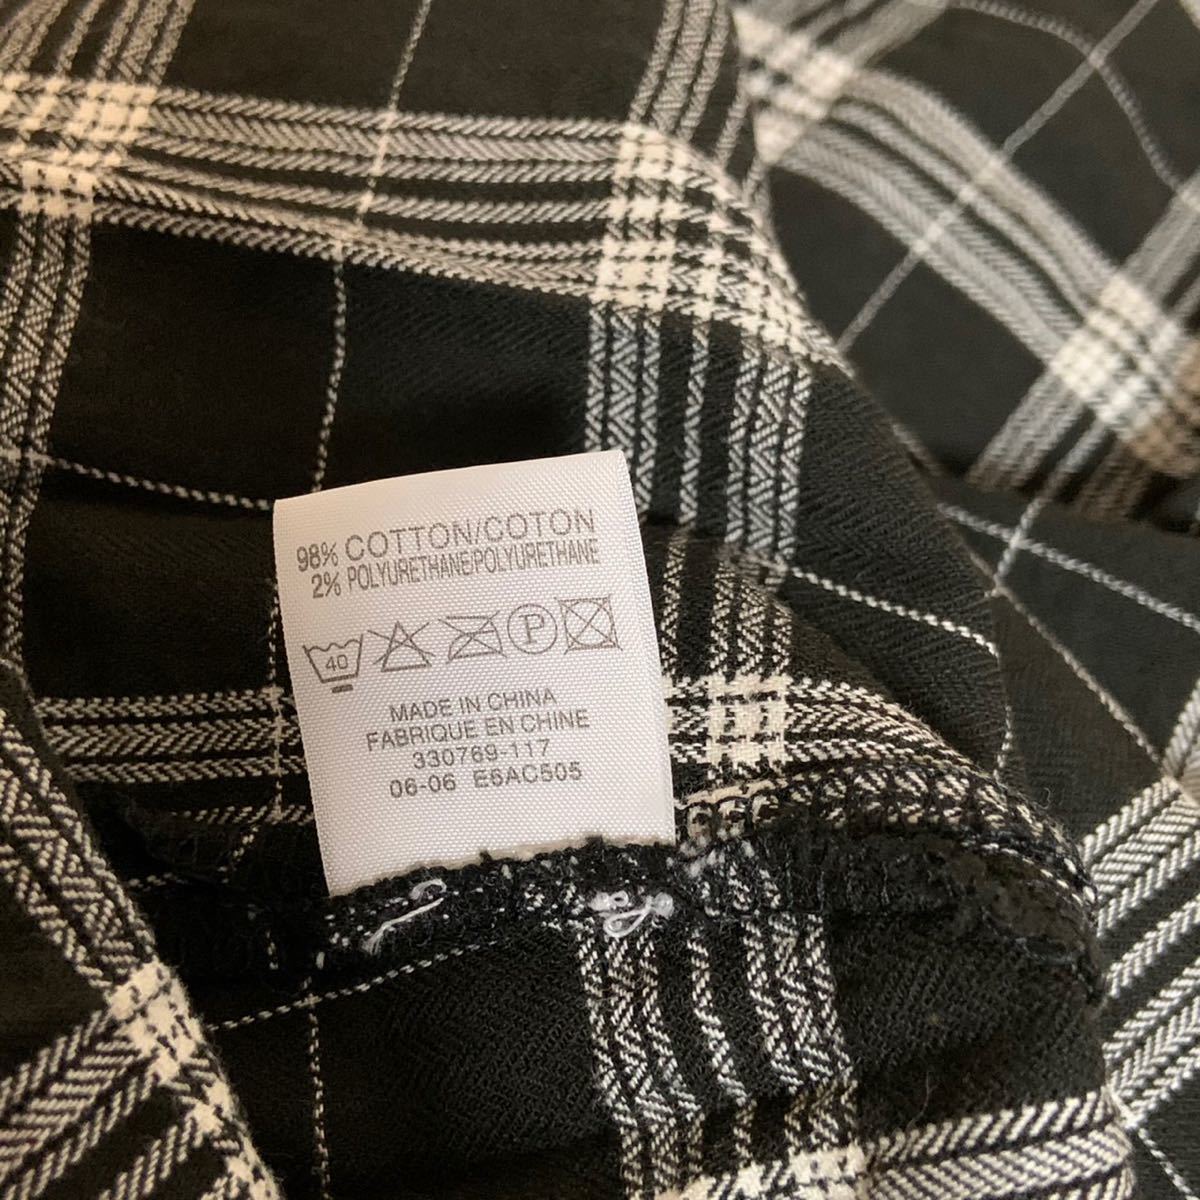 98% COTTON/COTON
2% POLYURETHANE/POLYURETHANE
40 P
MADE IN CHINA
FABRIQUE EN CHINE
330769-117
06-06 E6AC505